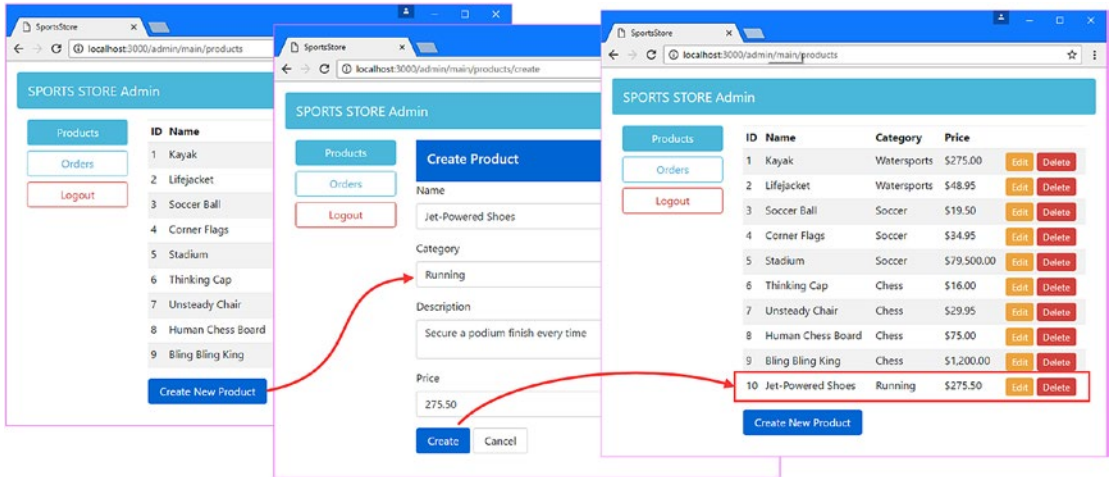 SportsStore
localhost:3000/admin/main/products
SPORTS STORE Admin
Products
Orders
Logout
ID Name
1 Kayak
2 Lifejacket
3 Soccer Ball
4 Corner Flags
5 Stadium
6 Thinking Cap
7 Unsteady Chair
8 Human Chess Board
9 Bling Bling King
Create New Product
SportsStore
localhost:3000/admin/main/products/create
SPORTS STORE Admin
Products
Orders
Logout
Create Product
Name
Jet-Powered Shoes
Category
Running
Description
Secure a podium finish every time
Price
275.50
Create Cancel
SportsStore
localhost:3000/admin/main/products
SPORTS STORE Admin
Products
Orders
Logout
ID Name Category Price
1 Kayak Watersports $275.00 Edit Delete
2 Lifejacket Watersports $48.95 Edit Delete
3 Soccer Ball Soccer $19.50 Edit Delete
4 Corner Flags Soccer $34.95 Edit Delete
5 Stadium Soccer $79,500.00 Edit Delete
6 Thinking Cap Chess $16.00 Edit Delete
7 Unsteady Chair Chess $29.95 Edit Delete
8 Human Chess Board Chess $75.00 Edit Delete
9 Bling Bling King Chess $1,200.00 Edit Delete
10 Jet-Powered Shoes Running $275.50 Edit Delete
Create New Product